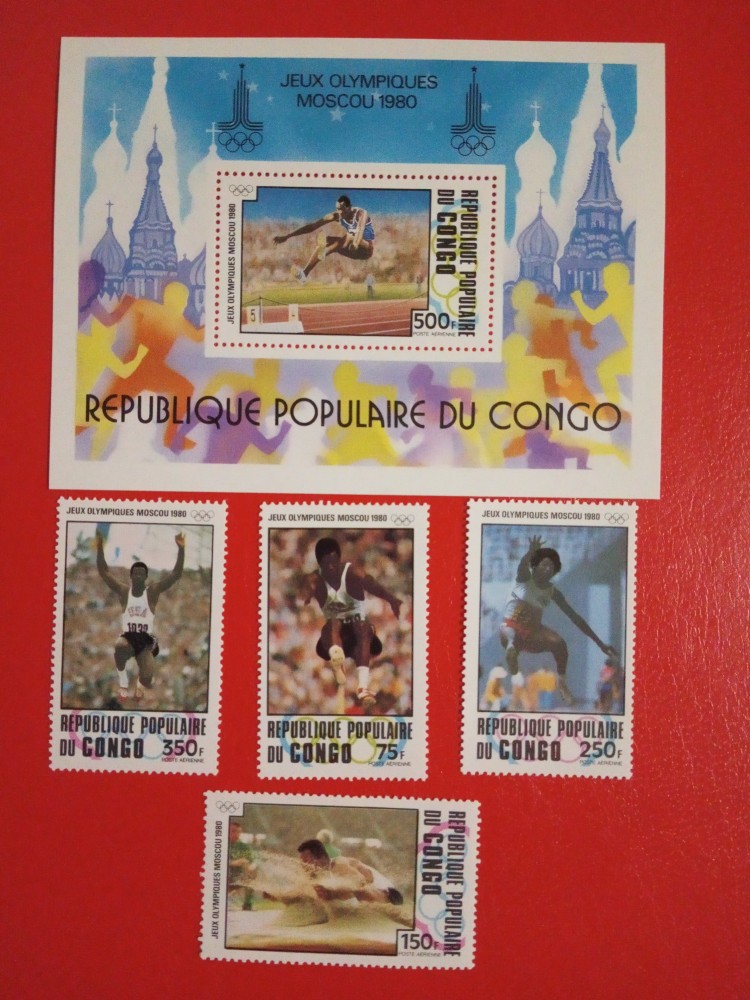 JEUX OLYMPIQUES
MOSCOU 1980
JEUX OLYMPIQUES MOSCOU 1980
5
REPUBLIQUE POPULAIRE
DU CONGO
500F
POSTE AERIENNE
REPUBLIQUE POPULAIRE DU CONGO
JEUX OLYMPIQUES MOSCOU 1980
USA
REPUBLIQUE POPULAIRE
DU CONGO 350F
POSTE AERIENNE
JEUX OLYMPIQUES MOSCOU 1980
REPUBLIQUE POPULAIRE
DU CONGO 75F
POSTE AERIENNE
JEUX OLYMPIQUES MOSCOU 1980
REPUBLIQUE POPULAIRE
DU CONGO 250F
POSTE AERIENNE
JEUX OLYMPIQUES MOSCOU 1980
REPUBLIQUE POPULAIRE
DU CONGO
150F
POSTE AERIENNE